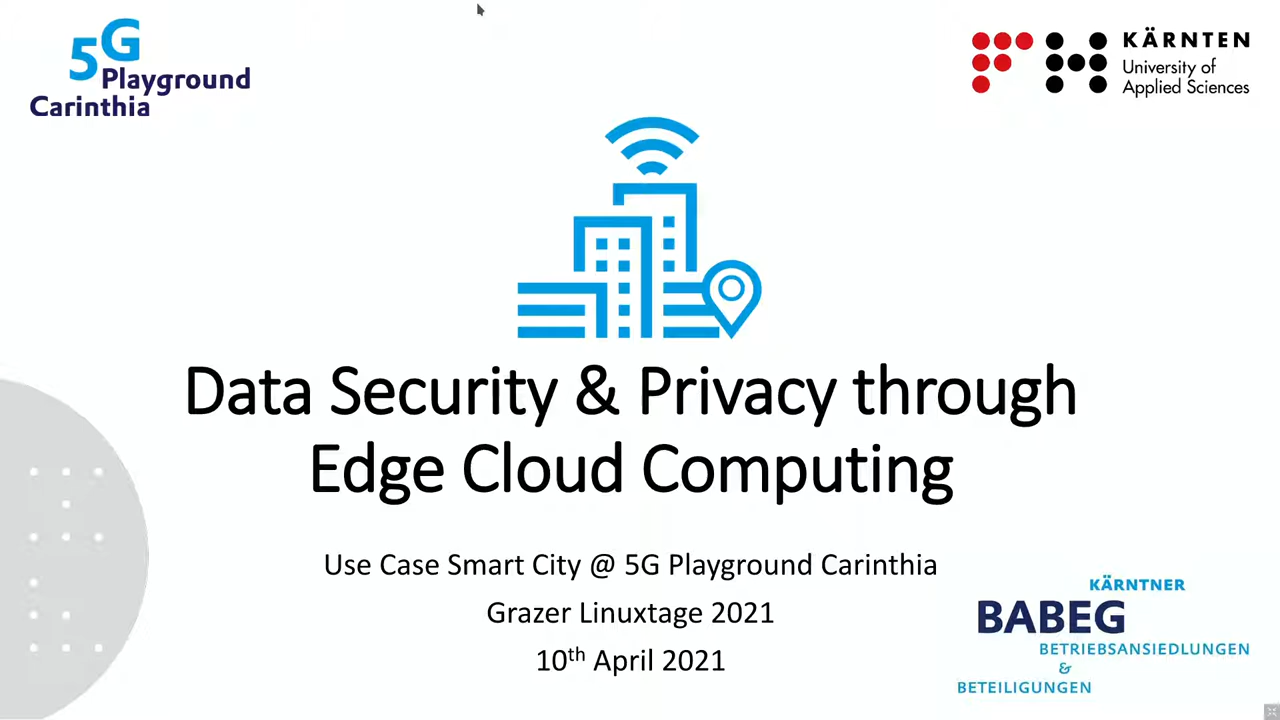 5G
Playground
Carinthia
KÄRNTEN
University of
Applied Sciences
Data Security & Privacy through
Edge Cloud Computing
Use Case Smart City @ 5G Playground Carinthia
Grazer Linuxtage 2021
10th April 2021
KÄRNTNER
BABEG
BETRIEBSANSIEDLUNGEN
&
BETEILIGUNGEN